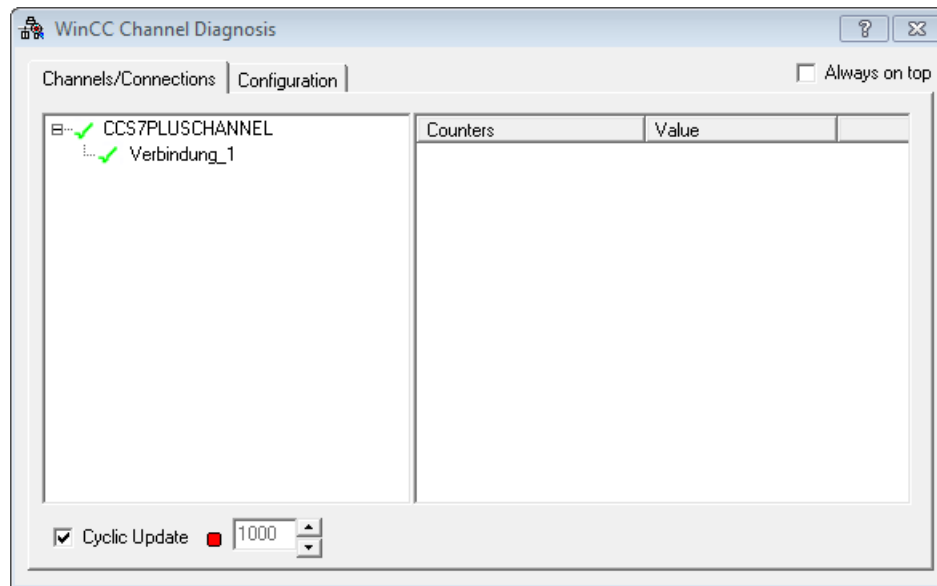 WinCC Channel Diagnosis
Channels/Connections Configuration Always on top
CCS7PLUSCHANNEL
Verbindung_1
Counters Value
Cyclic Update 1000